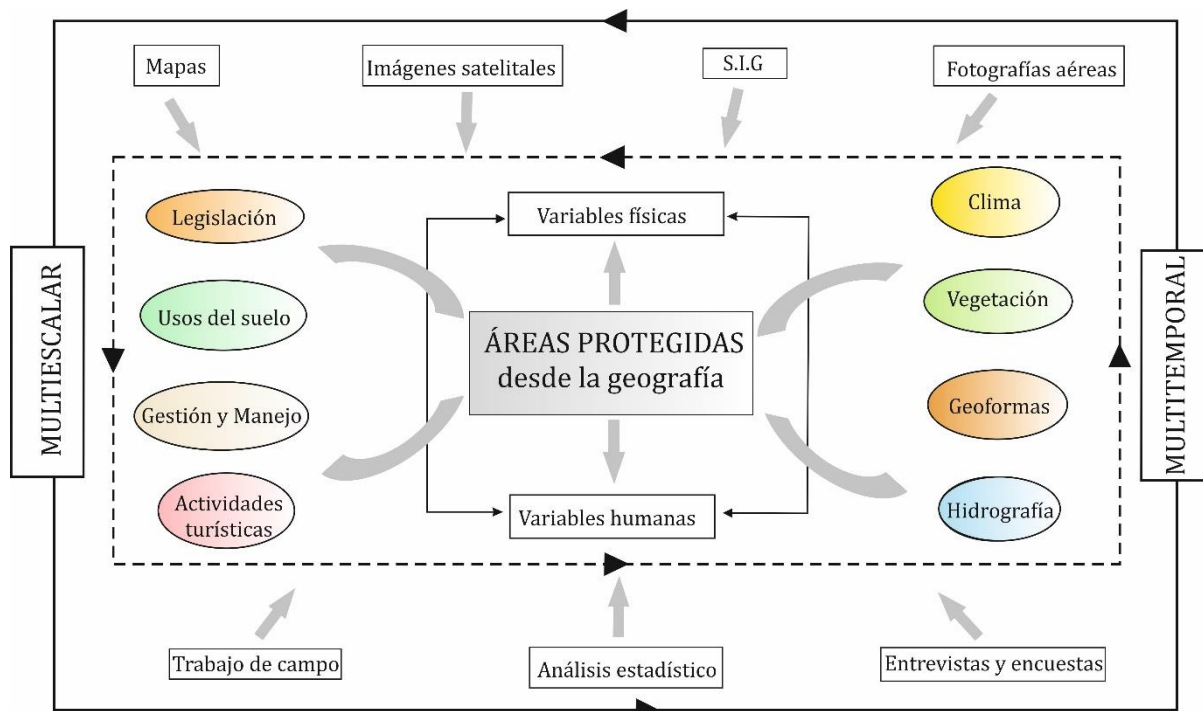 Mapas
Imágenes satelitales
S.I.G
Fotografías aéreas
MULTIESCALAR
Legislación
Usos del suelo
Gestión y Manejo
Actividades
turísticas
Variables físicas
ÁREAS PROTEGIDAS
desde la geografía
Variables humanas
Clima
Vegetación
Geoformas
Hidrografía
MULTITEMPORAL
Trabajo de campo
Análisis estadístico
Entrevistas y encuestas